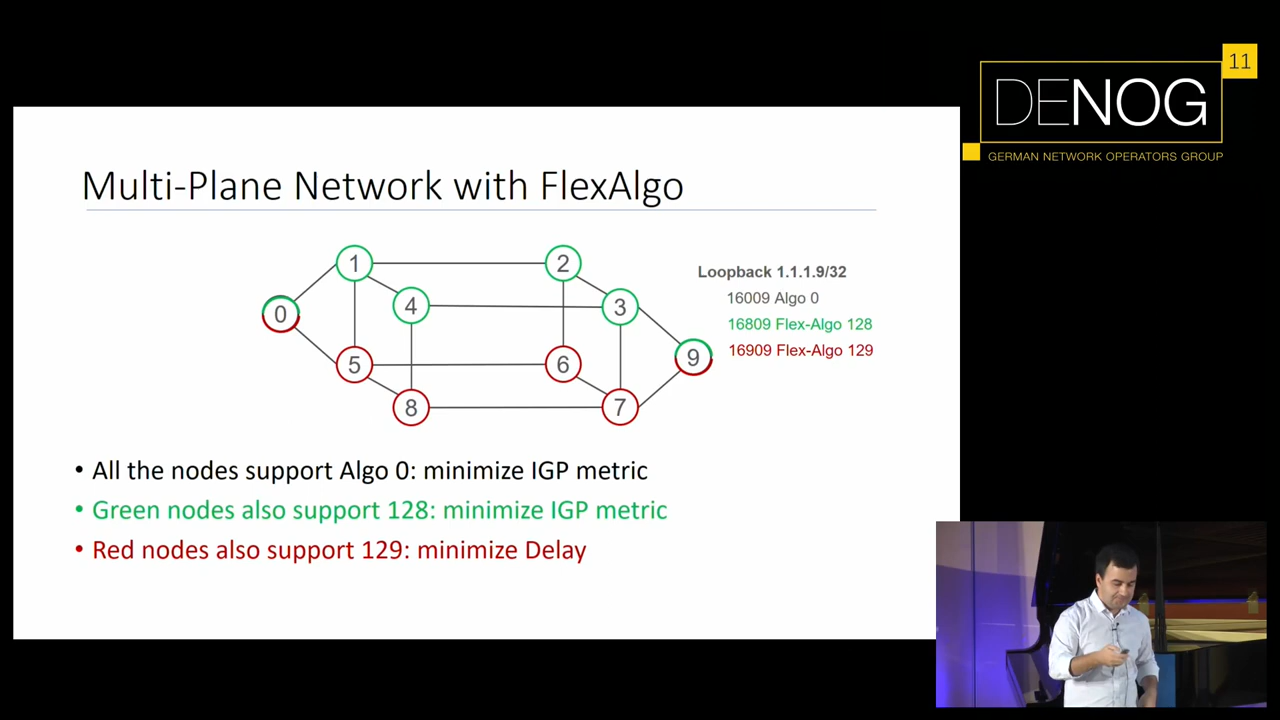 11
DENOG
GERMAN NETWORK OPERATORS GROUP
Multi-Plane Network with FlexAlgo
1
2
4
3
0
5
6
9
8
7
Loopback 1.1.1.9/32
16009 Algo 0
16809 Flex-Algo 128
16909 Flex-Algo 129
• All the nodes support Algo 0: minimize IGP metric
• Green nodes also support 128: minimize IGP metric
• Red nodes also support 129: minimize Delay